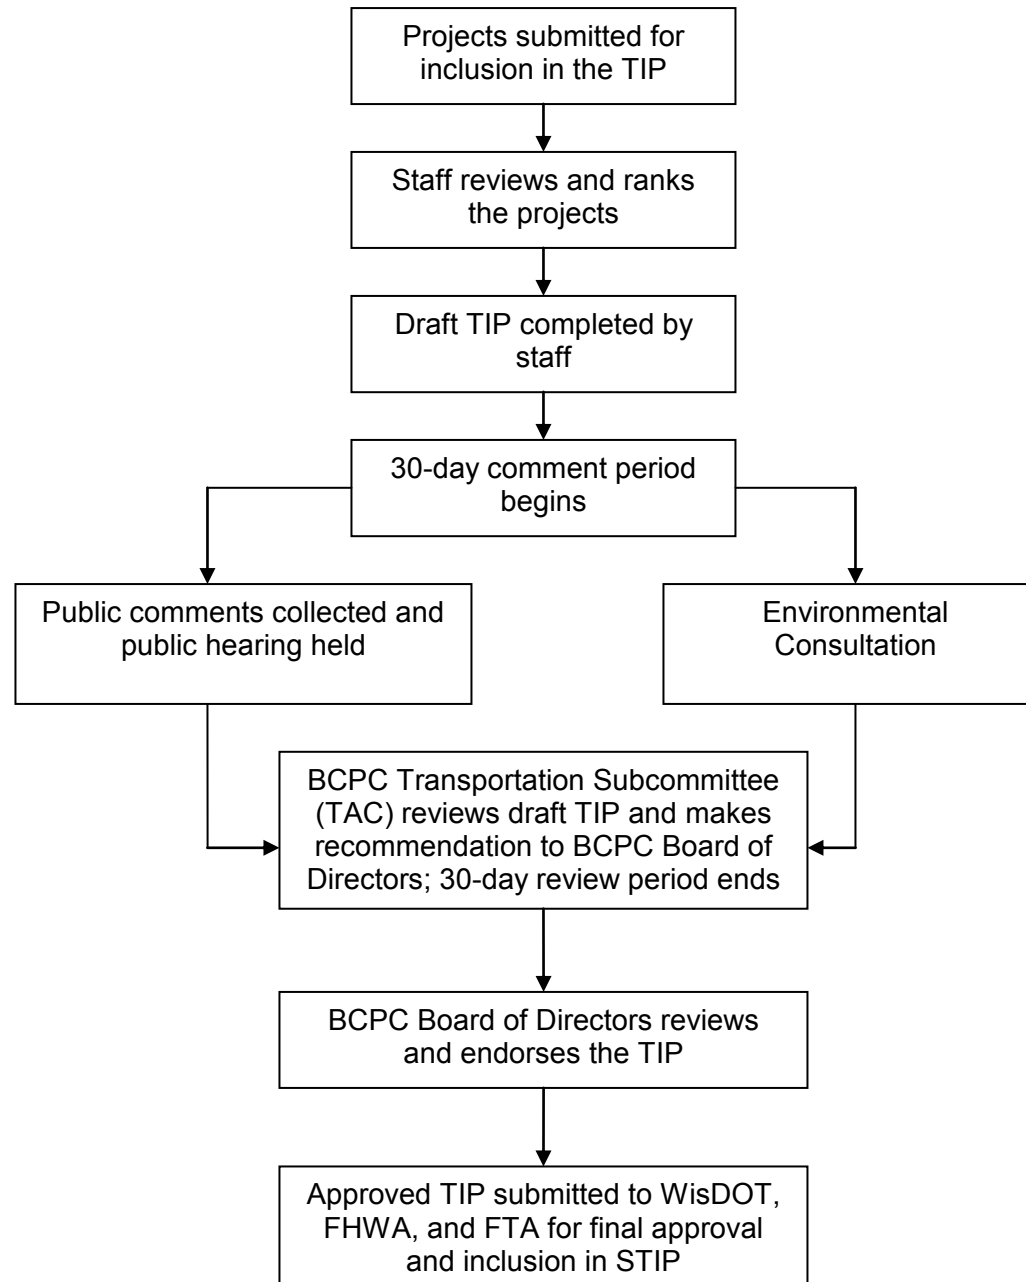 Projects submitted for
inclusion in the TIP
Staff reviews and ranks
the projects
Draft TIP completed by
staff
30-day comment period
begins
Public comments collected and
public hearing held
Environmental
Consultation
BCPC Transportation Subcommittee
(TAC) reviews draft TIP and makes
recommendation to BCPC Board of
Directors; 30-day review period ends
BCPC Board of Directors reviews
and endorses the TIP
Approved TIP submitted to WisDOT,
FHWA, and FTA for final approval
and inclusion in STIP